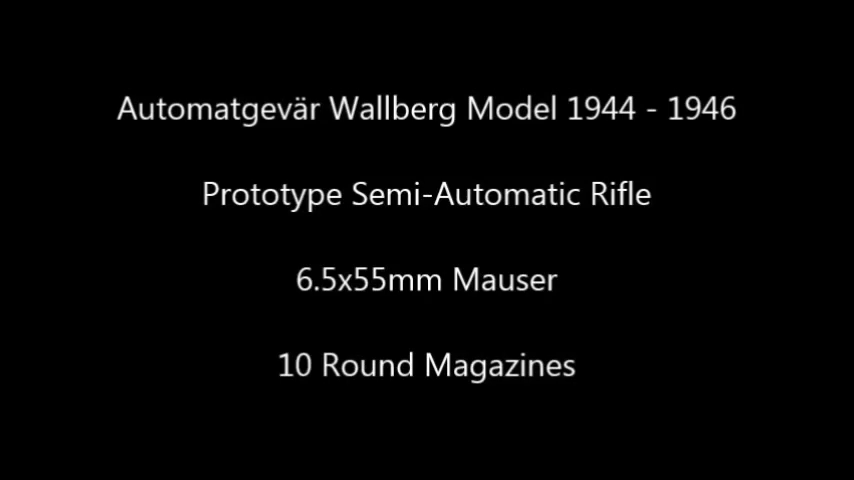 Automatgevär Wallberg Model 1944 - 1946
Prototype Semi-Automatic Rifle
6.5x55mm Mauser
10 Round Magazines